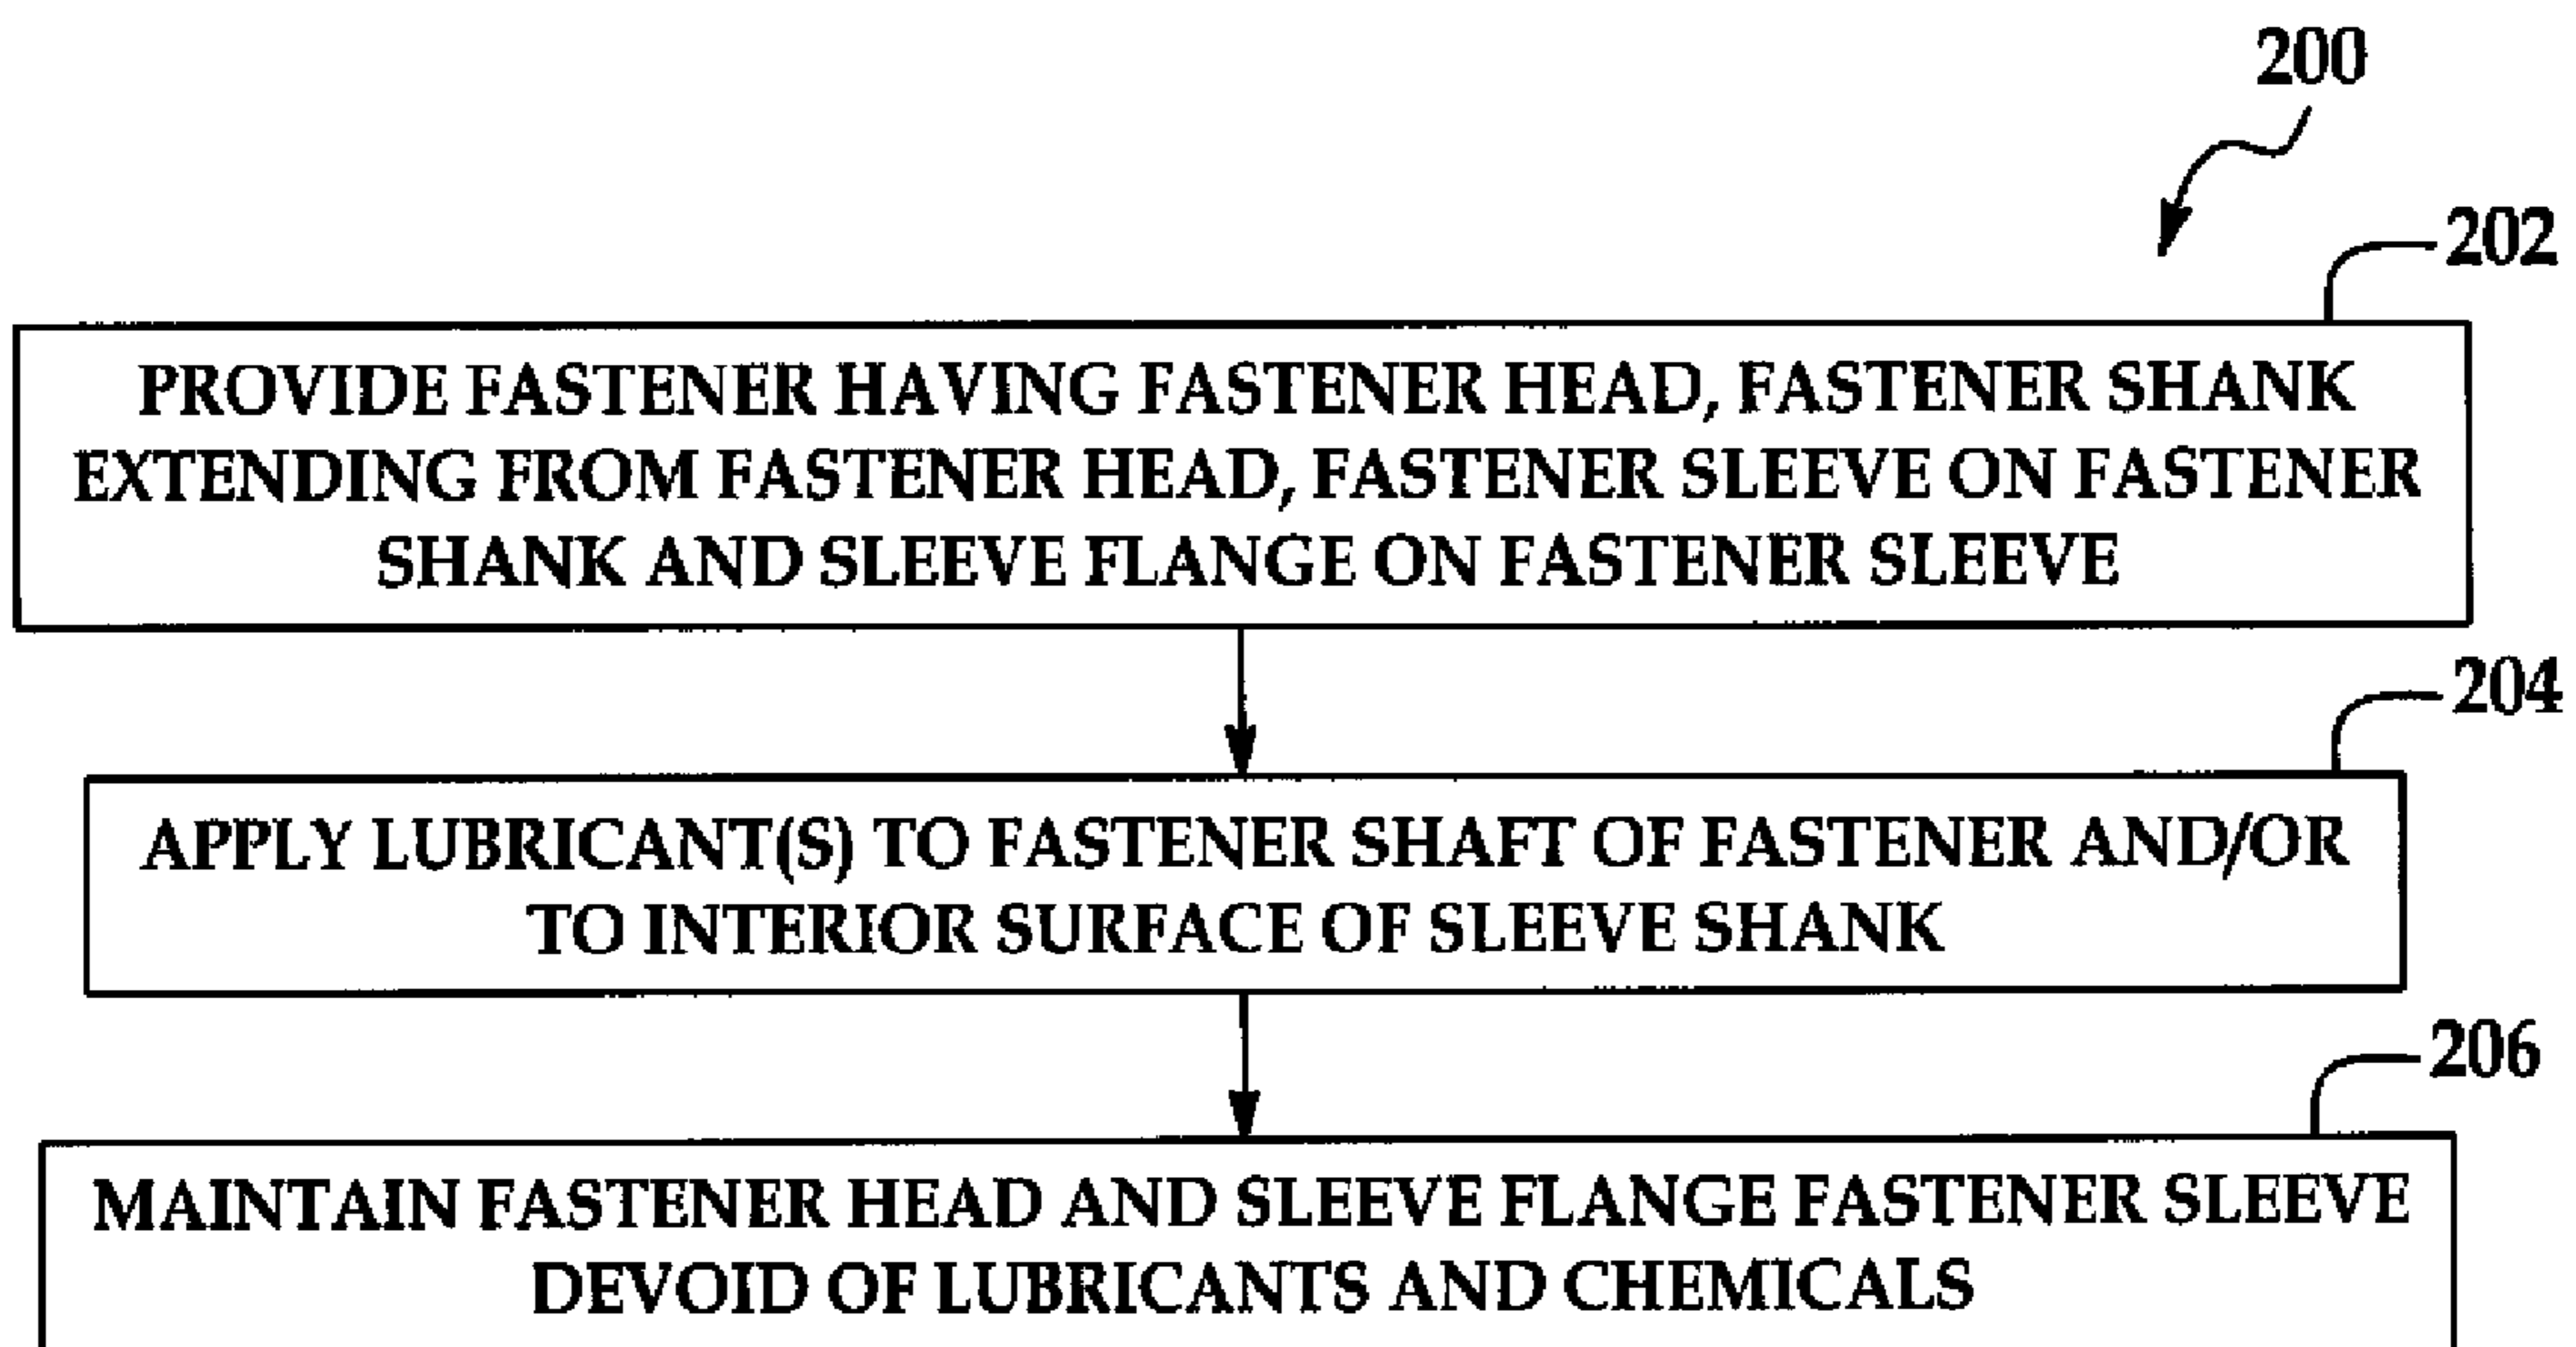 200
202
PROVIDE FASTENER HAVING FASTENER HEAD, FASTENER SHANK
EXTENDING FROM FASTENER HEAD, FASTENER SLEEVE ON FASTENER
SHANK AND SLEEVE FLANGE ON FASTENER SLEEVE
204
APPLY LUBRICANT(S) TO FASTENER SHAFT OF FASTENER AND/OR
TO INTERIOR SURFACE OF SLEEVE SHANK
206
MAINTAIN FASTENER HEAD AND SLEEVE FLANGE FASTENER SLEEVE
DEVOID OF LUBRICANTS AND CHEMICALS